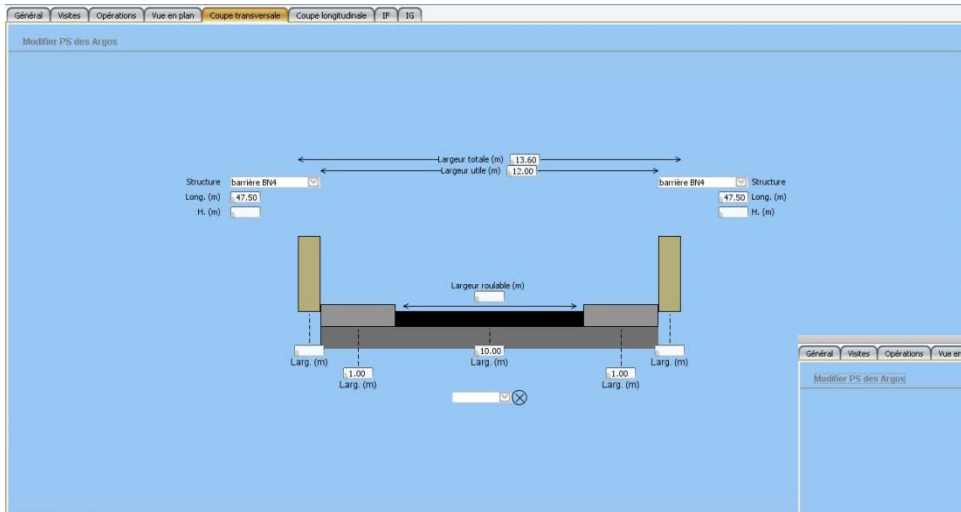 Général Visites Opérations Vue en plan Coupe transversale Coupe longitudinale IF IG
Modifier PS des Argos
Largeur totale (m) 13.60
Largeur utile (m) 12.00
Structure barrière BN4
barrière BN4 Structure
Long. (m) 47.50
47.50 Long. (m)
H. (m)
H. (m)
Largeur roulable (m)
Larg. (m)
10.00
Larg. (m)
Larg. (m)
1.00
Larg. (m)
1.00
Larg. (m)
Général Visites Opérations Vue en
Modifier PS des Argos